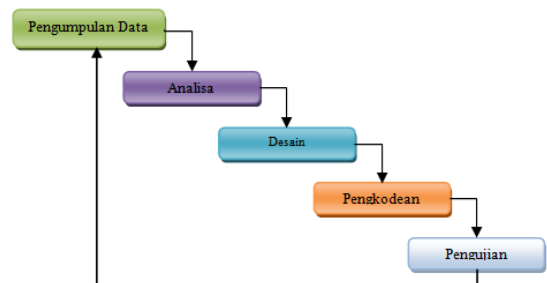 Pengumpulan Data
Analisa
Desain
Pengkodean
Pengujian